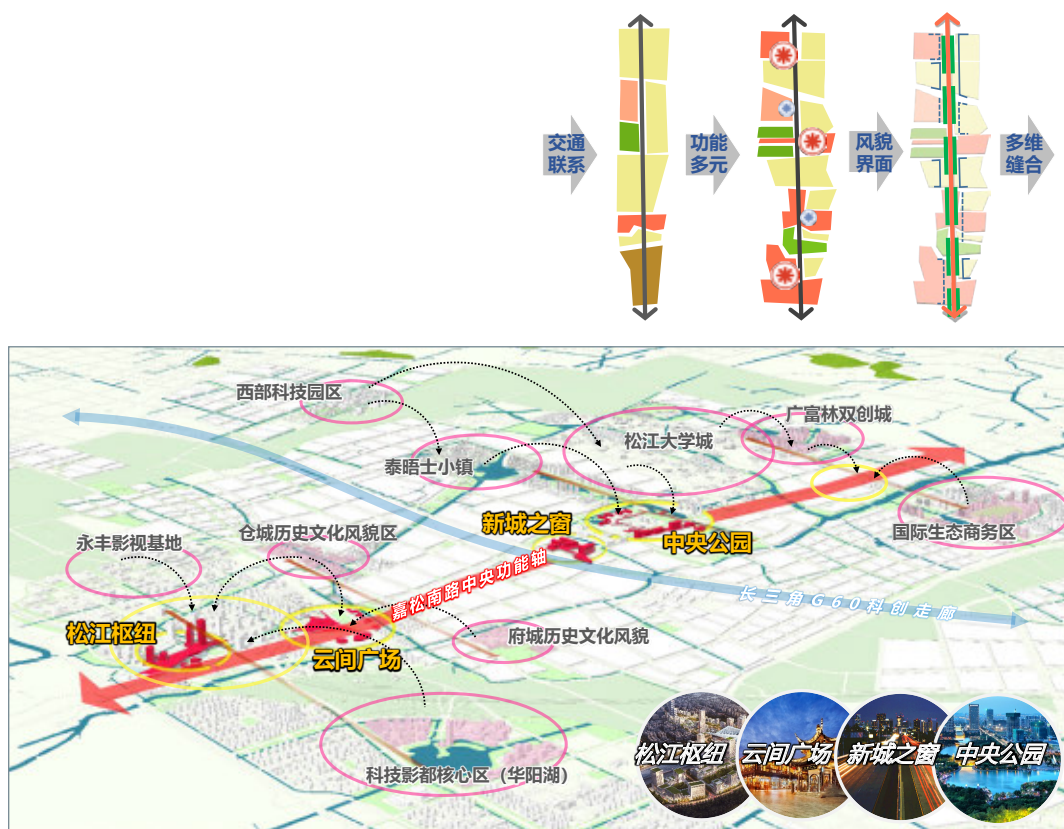 交通
联系
功能
多元
风貌
界面
多维
缝合
西部科技园区
广富林双创城
松江大学城
泰晤士小镇
新城之窗
中央公园
国际生态商务区
仓城历史文化风貌区
永丰影视基地
嘉松南路中央功能轴
长三角G60科创走廊
松江枢纽
云间广场
府城历史文化风貌
科技影都核心区（华阳湖）
松江枢纽
云间广场
新城之窗
中央公园